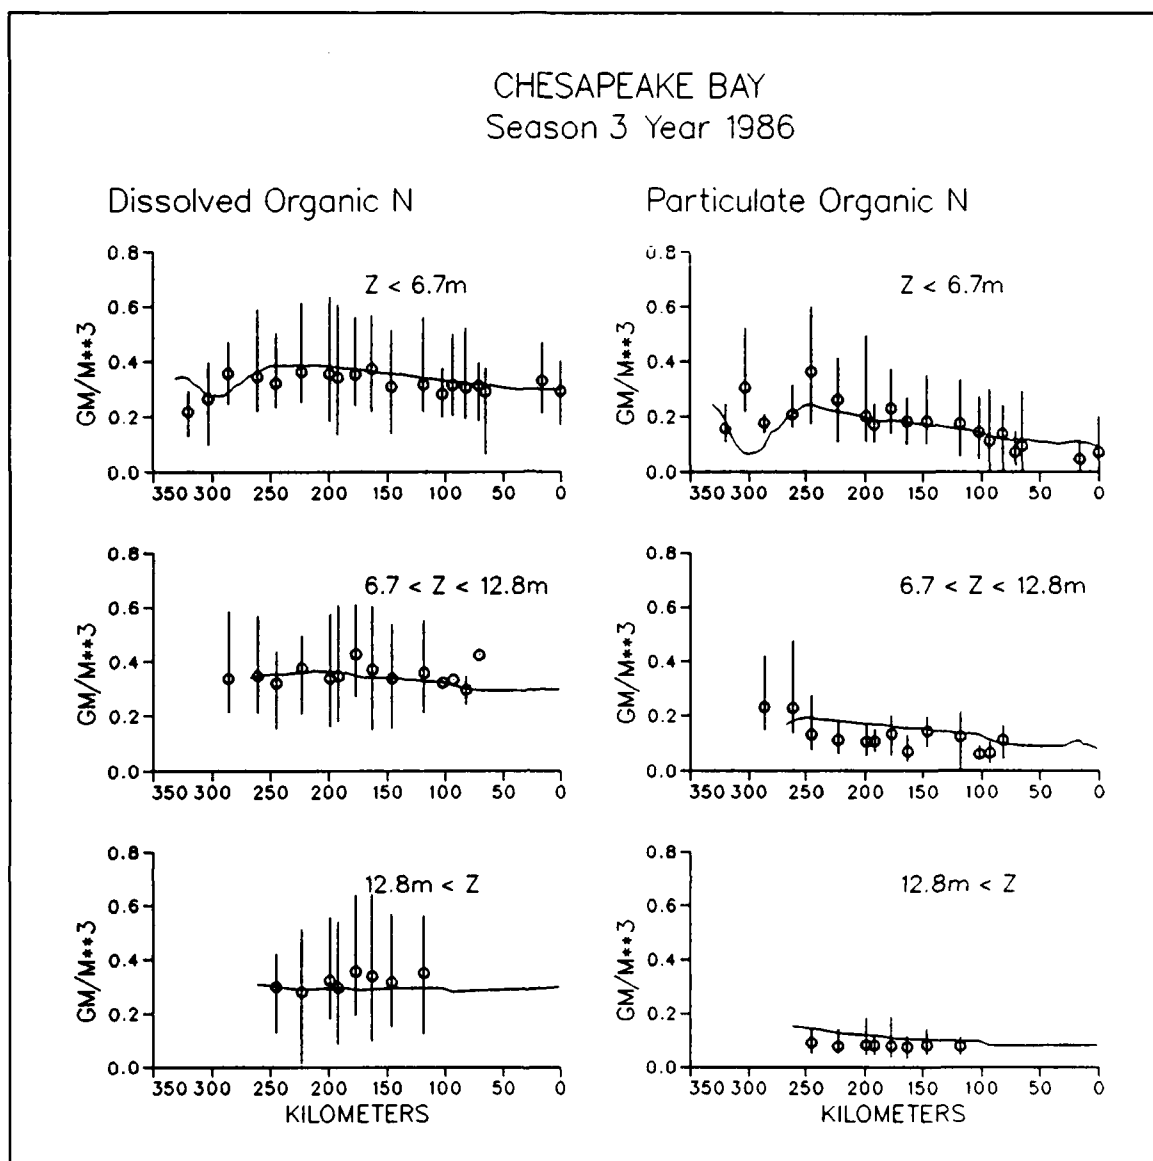 CHESAPEAKE BAY
Season 3 Year 1986
Dissolved Organic N
Particulate Organic N
0.8
0.6
0.4
0.2
0.0
GM/M**3
Z < 6.7m
350 300 250 200 150 100 50 0
0.8
0.6
0.4
0.2
0.0
GM/M**3
Z < 6.7m
350 300 250 200 150 100 50 0
0.8
0.6
0.4
0.2
0.0
GM/M**3
6.7 < Z < 12.8m
350 300 250 200 150 100 50 0
0.8
0.6
0.4
0.2
0.0
GM/M**3
6.7 < Z < 12.8m
350 300 250 200 150 100 50 0
0.8
0.6
0.4
0.2
0.0
GM/M**3
12.8m < Z
350 300 250 200 150 100 50 0
KILOMETERS
0.8
0.6
0.4
0.2
0.0
GM/M**3
12.8m < Z
350 300 250 200 150 100 50 0
KILOMETERS